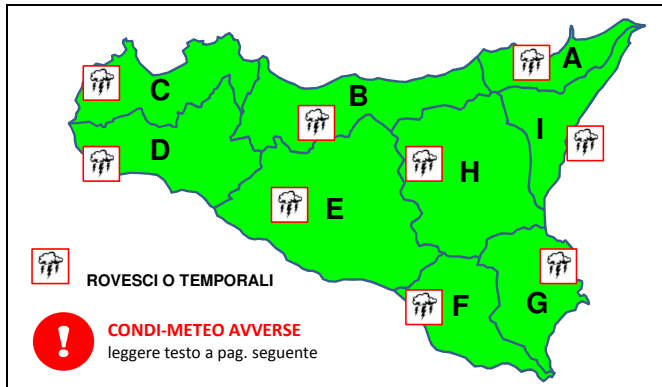 A
B
C
I
D
H
E
F
G
ROVESCI O TEMPORALI
!
CONDI-METEO AVVERSE
leggere testo a pag. seguente